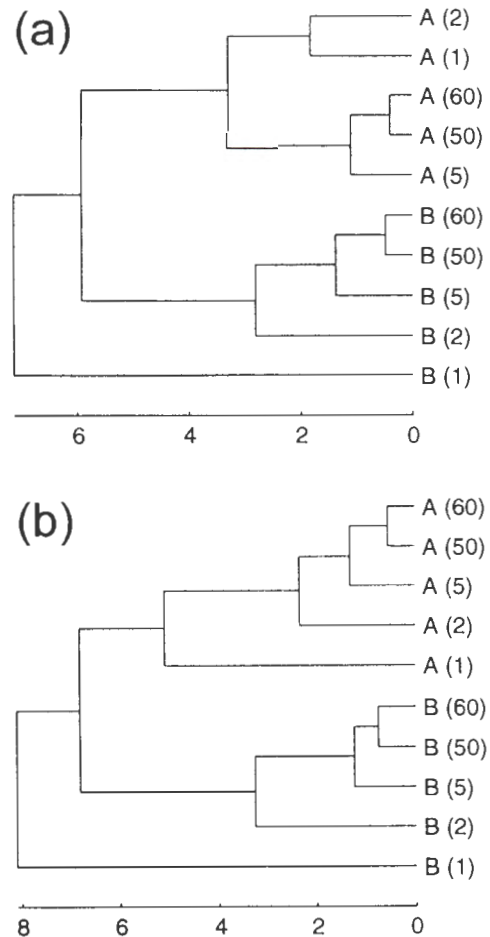 (a)
A (2)
A (1)
A (60)
A (50)
A (5)
B (60)
B (50)
B (5)
B (2)
B (1)
6 4 2 0
(b)
A (60)
A (50)
A (5)
A (2)
A (1)
B (60)
B (50)
B (5)
B (2)
B (1)
8 6 4 2 0